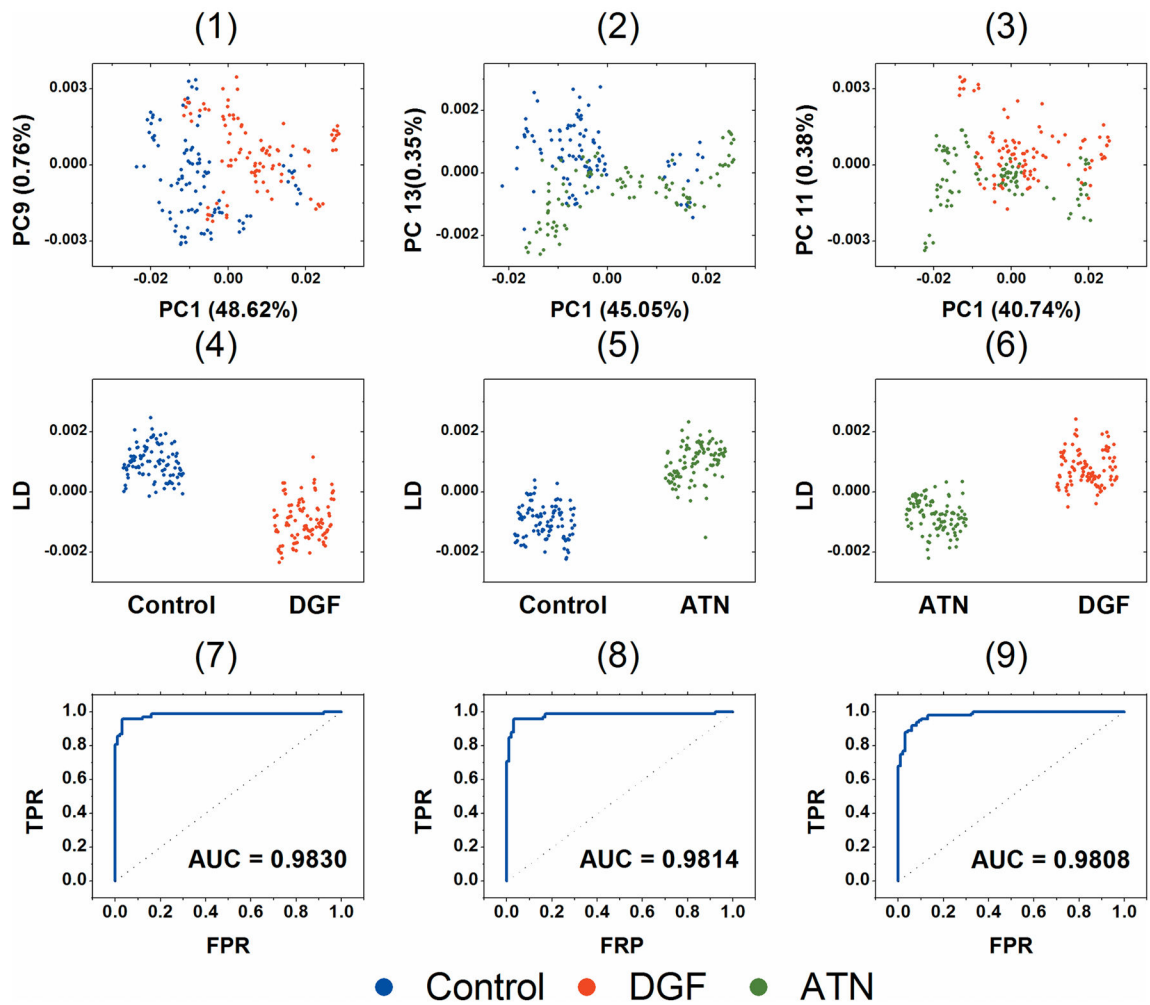 (1) (2) (3)
PC9 (0.76%)
0.003
0.000
-0.003
-0.02 0.00 0.02
PC1 (48.62%)
PC 13(0.35%)
0.002
0.000
-0.002
-0.02 0.00 0.02
PC1 (45.05%)
PC 11 (0.38%)
0.003
0.000
-0.003
-0.02 0.00 0.02
PC1 (40.74%)
(4) (5) (6)
LD
0.002
0.000
-0.002
Control DGF
LD
0.002
0.000
-0.002
Control ATN
LD
0.002
0.000
-0.002
ATN DGF
(7) (8) (9)
TPR
1.0
0.8
0.6
0.4
0.2
0.0
AUC = 0.9830
0.0 0.2 0.4 0.6 0.8 1.0
FPR
TPR
1.0
0.8
0.6
0.4
0.2
0.0
AUC = 0.9814
0.0 0.2 0.4 0.6 0.8 1.0
FRP
TPR
1.0
0.8
0.6
0.4
0.2
0.0
AUC = 0.9808
0.0 0.2 0.4 0.6 0.8 1.0
FPR
Control DGF ATN